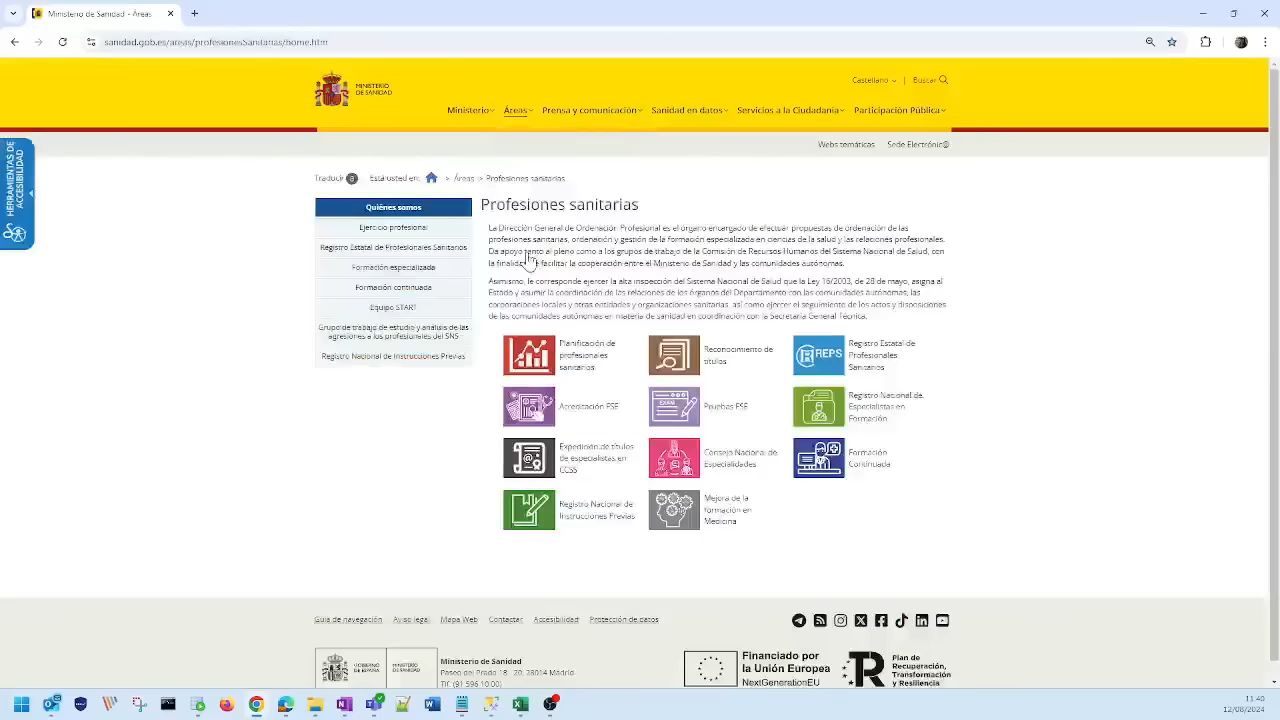 Ministerio de Sanidad - Áreas
sanidad.gob.es/areas/profesionesSanitarias/home.htm
MINISTERIO
DE SANIDAD
Castellano | Buscar
Ministerio Áreas Prensa y comunicación Sanidad en datos Servicios a la Ciudadanía Participación Pública
Webs temáticas Sede Electrónic@
HERRAMIENTAS DE
ACCESIBILIDAD
Traducir Está usted en: > Áreas > Profesiones sanitarias
Quiénes somos
Ejercicio profesional
Registro Estatal de Profesionales Sanitarios
Formación especializada
Formación continuada
Equipo START
Grupo de trabajo de estudio y análisis de las
agresiones a los profesionales del SNS
Registro Nacional de Instrucciones Previas
Profesiones sanitarias
La Dirección General de Ordenación Profesional es el órgano encargado de efectuar propuestas de ordenación de las
profesiones sanitarias, ordenación y gestión de la formación especializada en ciencias de la salud y las relaciones profesionales.
Da apoyo tanto al pleno como a los grupos de trabajo de la Comisión de Recursos Humanos del Sistema Nacional de Salud, con
la finalidad facilitar la cooperación entre el Ministerio de Sanidad y las comunidades autónomas.
Asimismo, le corresponde ejercer la alta inspección del Sistema Nacional de Salud que la Ley 16/2003, de 28 de mayo, asigna al
Estado y asumir la coordinación de las relaciones de los órganos del Departamento con las comunidades autónomas, las
corporaciones locales y otras entidades y organizaciones sanitarias, así como ejercer el seguimiento de los actos y disposiciones
de las comunidades autónomas en materia de sanidad en coordinación con la Secretaría General Técnica.
Planificación de
profesionales
sanitarios
Reconocimiento de
títulos
REPS
Registro Estatal de
Profesionales
Sanitarios
Acreditación FSE
EXAM
Pruebas FSE
Registro Nacional de
Especialistas en
Formación
Expedición de títulos
de especialistas en
CCSS
Consejo Nacional de
Especialidades
Formación
Continuada
Registro Nacional de
Instrucciones Previas
Mejora de la
formación en
Medicina
Guía de navegación Aviso legal Mapa Web Contactar Accesibilidad Protección de datos
GOBIERNO
DE ESPAÑA
MINISTERIO
DE SANIDAD
Ministerio de Sanidad
Paseo del Prado 18 - 20, 28014 Madrid
Tlf: (91 596 10 00)
Financiado por
la Unión Europea
NextGenerationEU
Plan de
Recuperación,
Transformación
y Resiliencia
11:40
12/08/2024